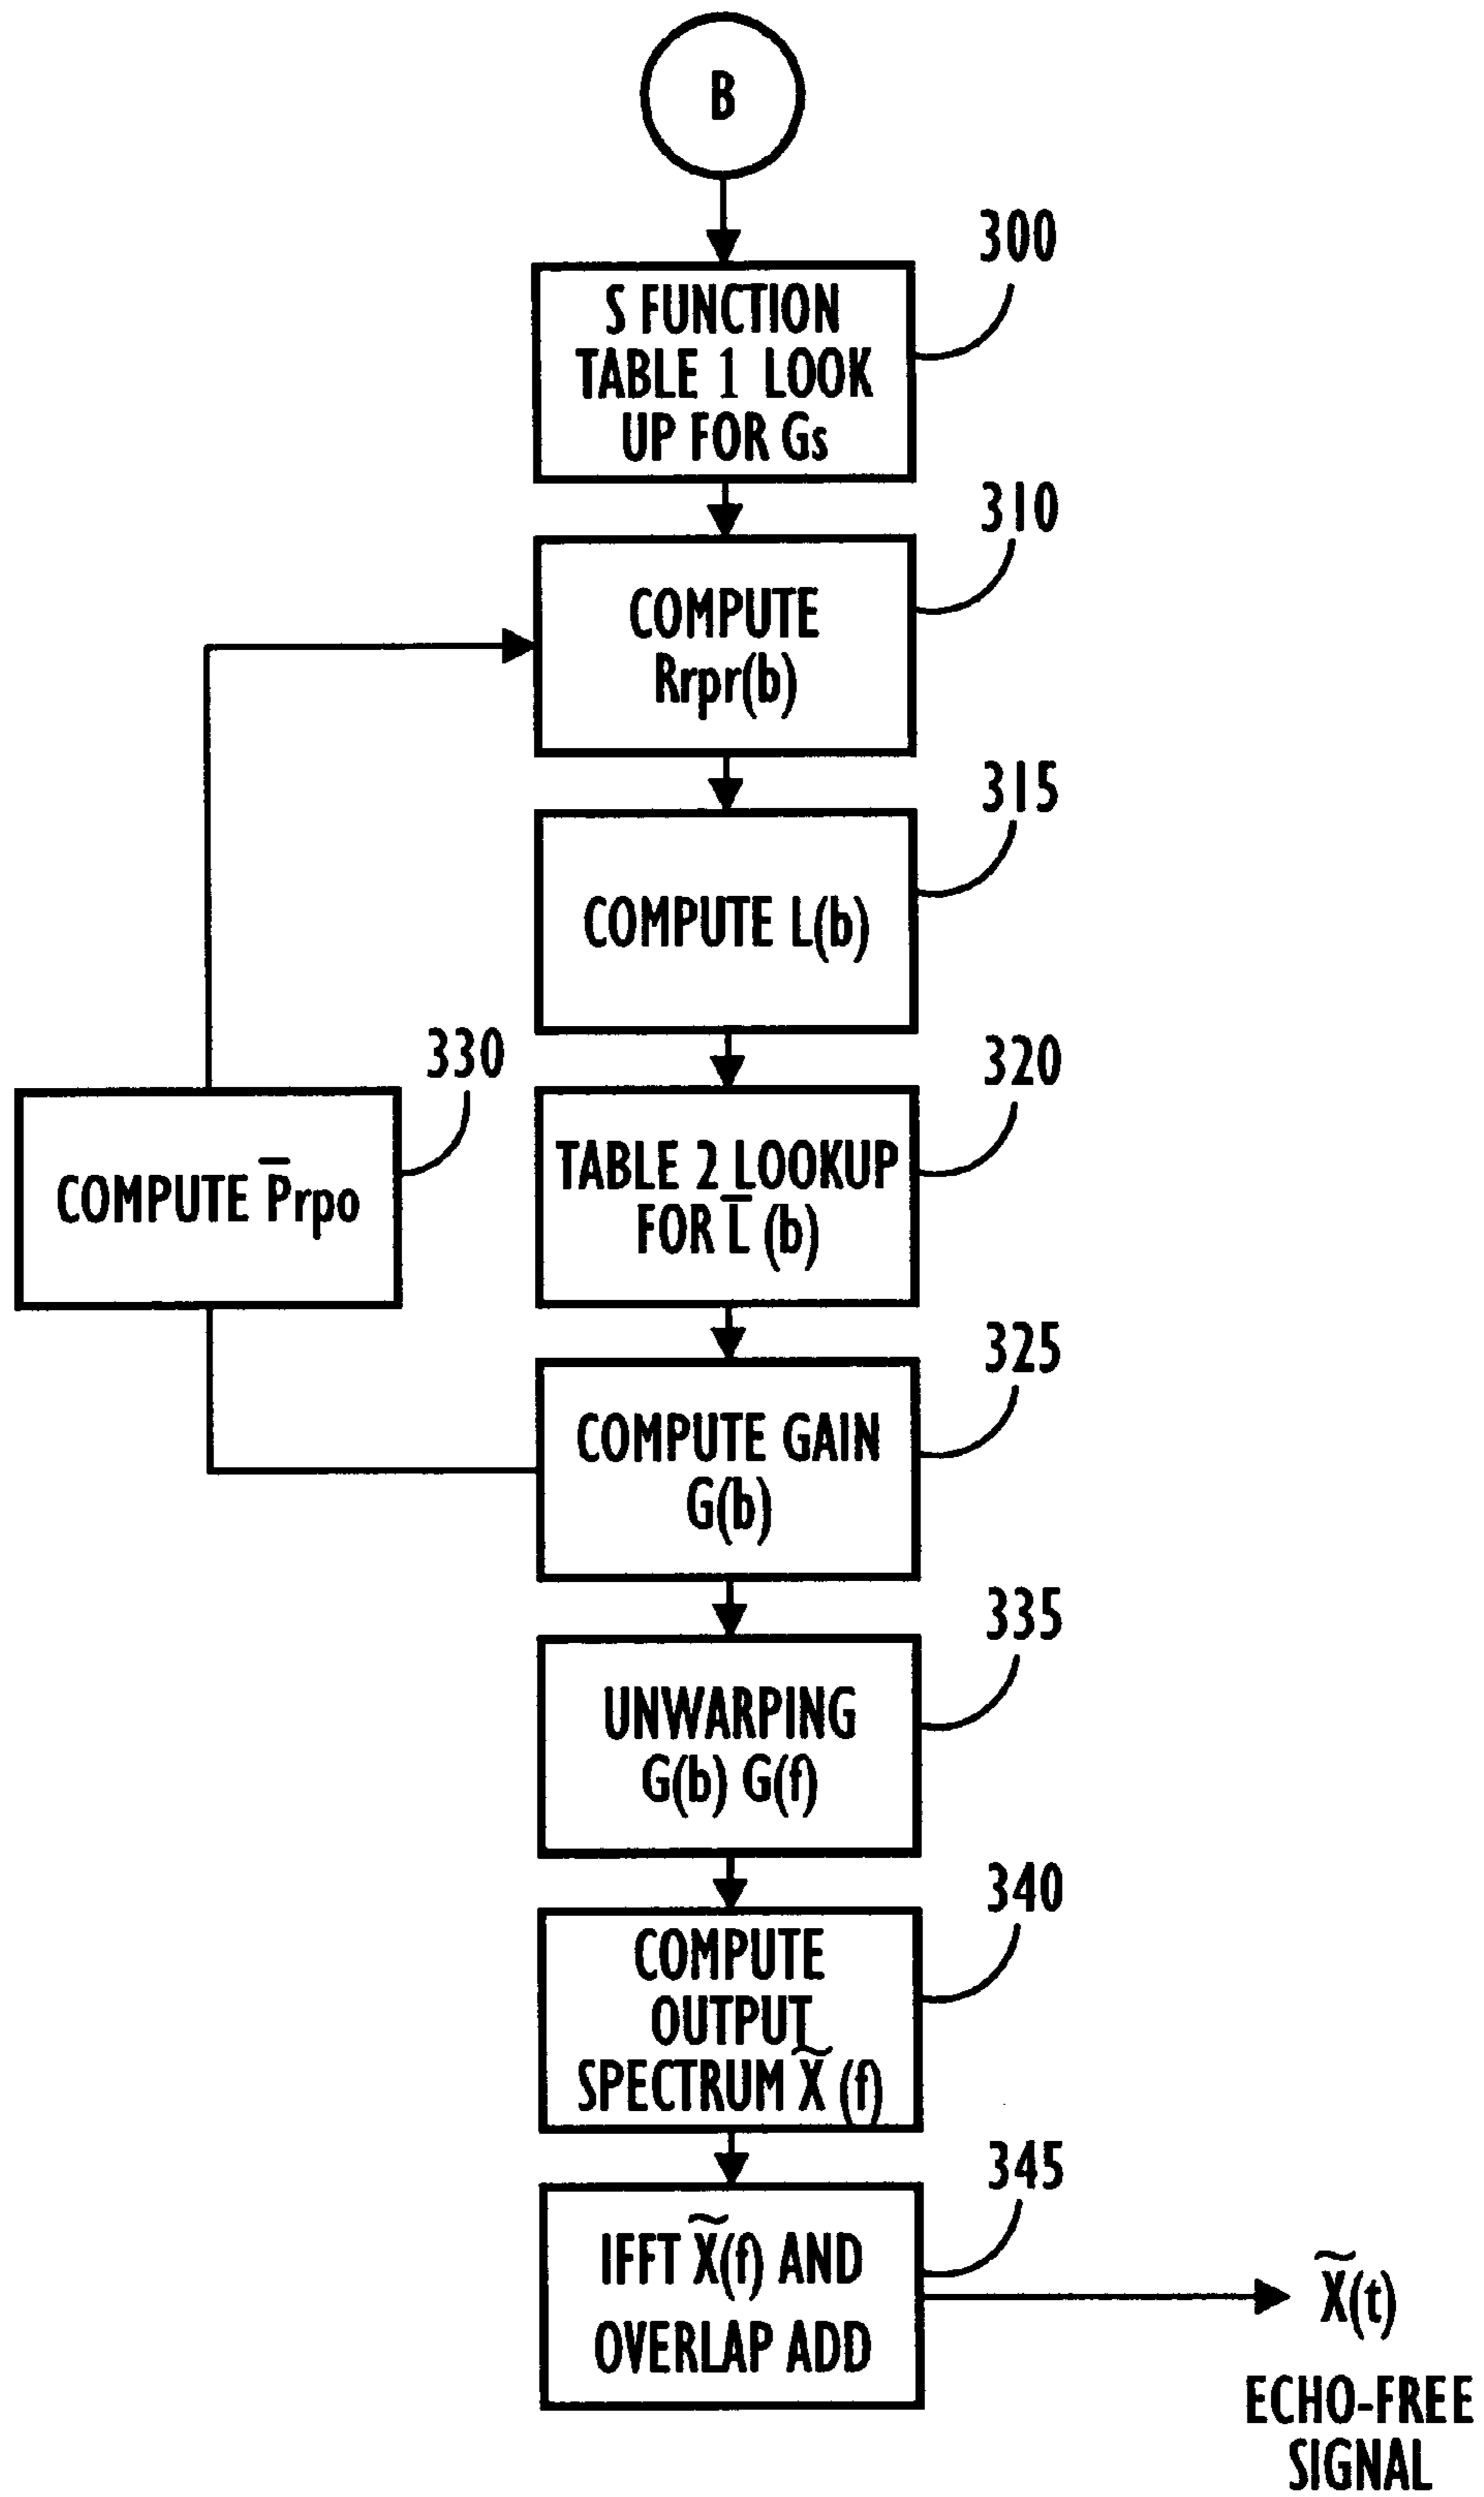 B
300
S FUNCTION
TABLE 1 LOOK
UP FOR Gs
310
COMPUTE
Rrpr(b)
315
COMPUTE L(b)
330
COMPUTE P̅rpo
320
TABLE 2 LOOKUP
FOR L̅ (b)
325
COMPUTE GAIN
G(b)
335
UNWARPING
G(b) G(f)
340
COMPUTE
OUTPUT
SPECTRUM X̃ (f)
345
IFFT X̃(f) AND
OVERLAP ADD
X̃(t)
ECHO-FREE
SIGNAL